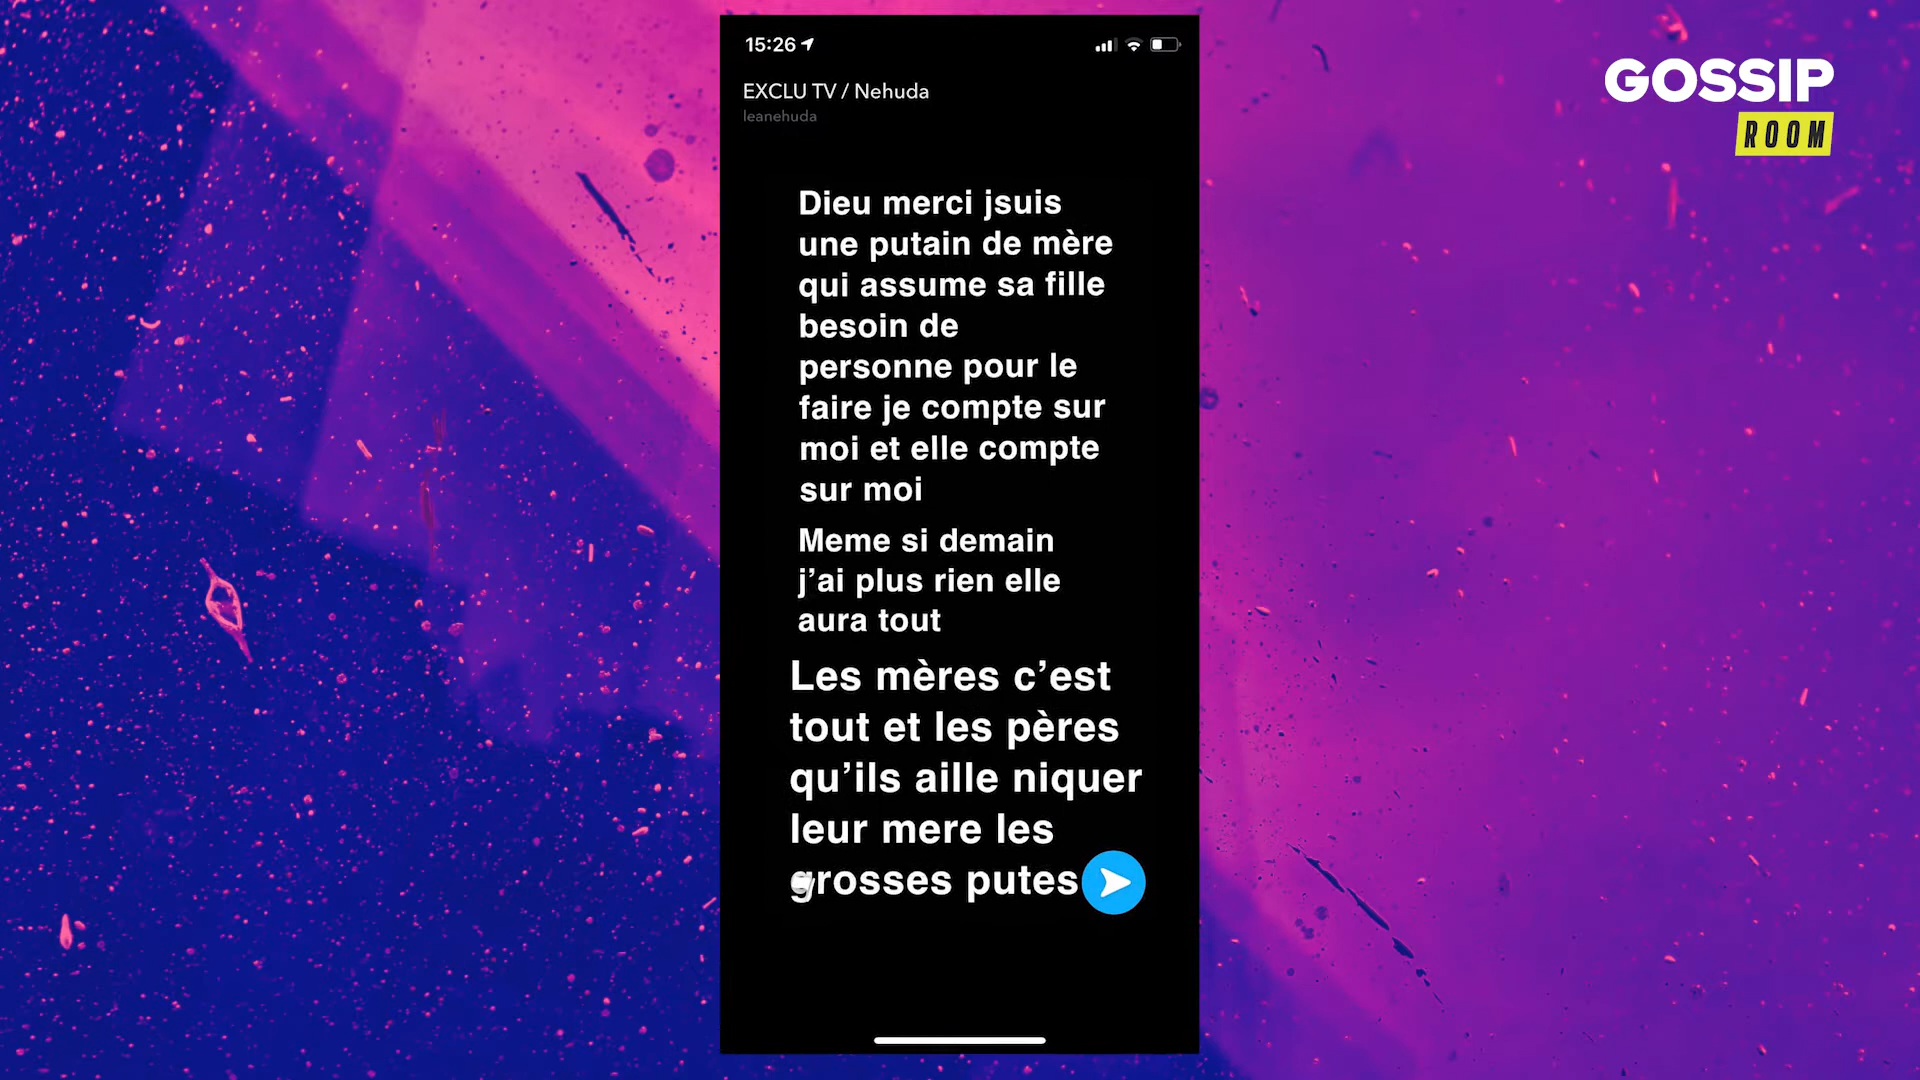 15:26
EXCLU TV / Nehuda
leanehuda
GOSSIP
ROOM
Dieu merci jsuis
une putain de mère
qui assume sa fille
besoin de
personne pour le
faire je compte sur
moi et elle compte
sur moi
Meme si demain
j’ai plus rien elle
aura tout
Les mères c’est
tout et les pères
qu’ils aille niquer
leur mere les
grosses putes